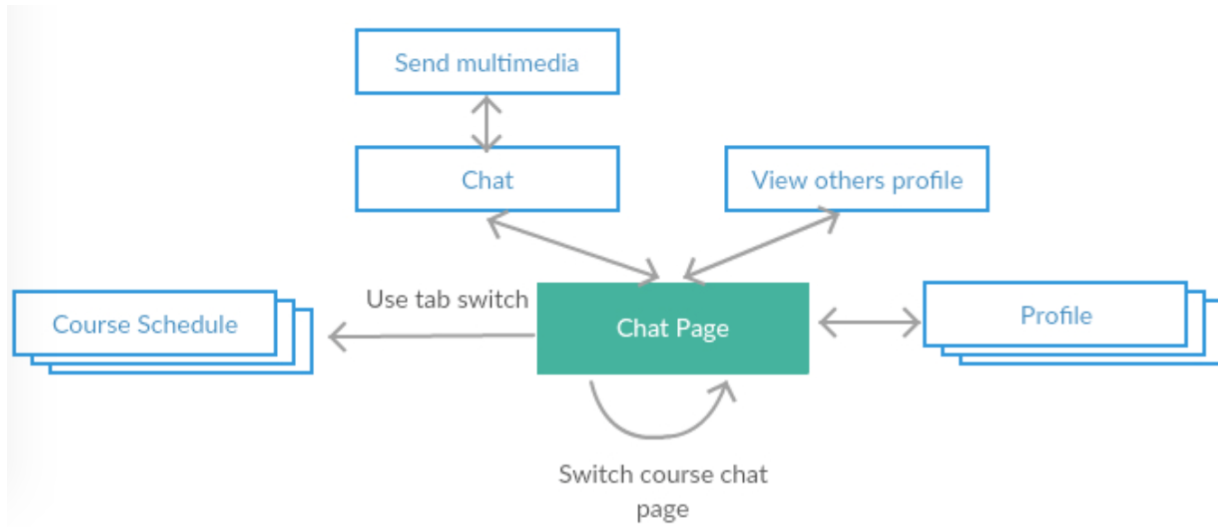 Send multimedia
Chat
View others profile
Use tab switch
Course Schedule
Chat Page
Profile
Switch course chat
page